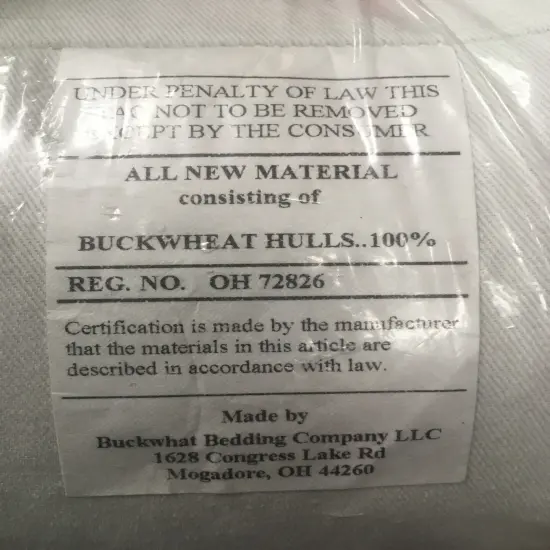 UNDER PENALTY OF LAW THIS
TAG NOT TO BE REMOVED
EXCEPT BY THE CONSUMER
ALL NEW MATERIAL
consisting of
BUCKWHEAT HULLS..100%
REG. NO. OH 72826
Certification is made by the manufacturer
that the materials in this article are
described in accordance with law.
Made by
Buckwhat Bedding Company LLC
1628 Congress Lake Rd
Mogadore, OH 44260